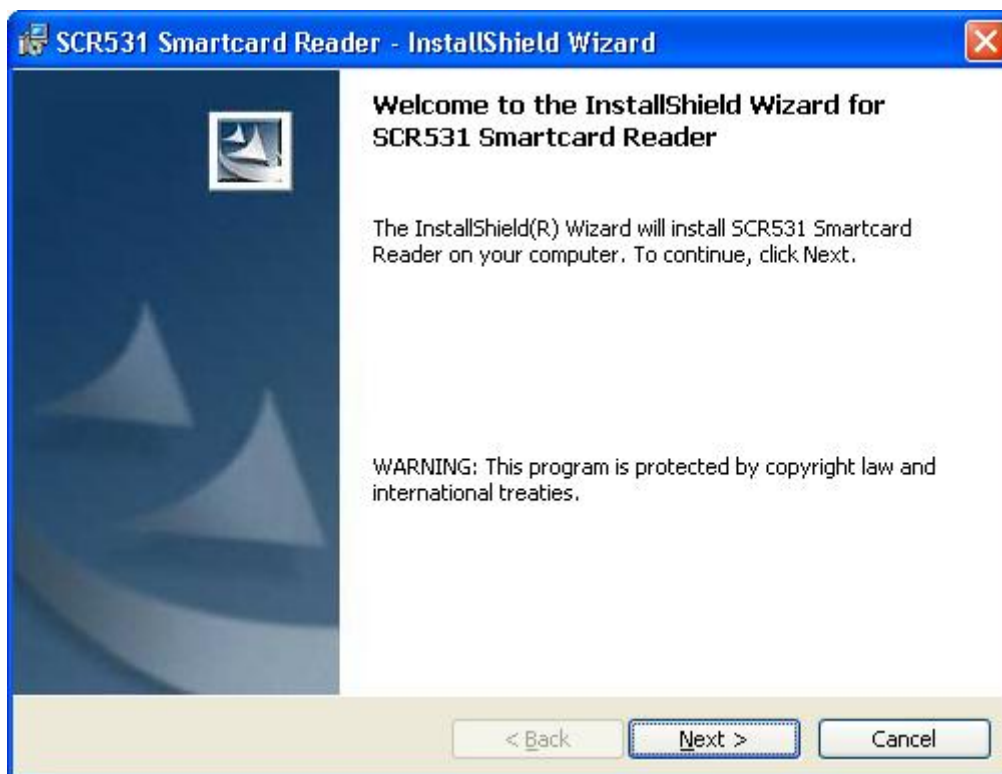 SCR531 Smartcard Reader - InstallShield Wizard
Welcome to the InstallShield Wizard for
SCR531 Smartcard Reader
The InstallShield(R) Wizard will install SCR531 Smartcard
Reader on your computer. To continue, click Next.
WARNING: This program is protected by copyright law and
international treaties.
< Back
Next >
Cancel